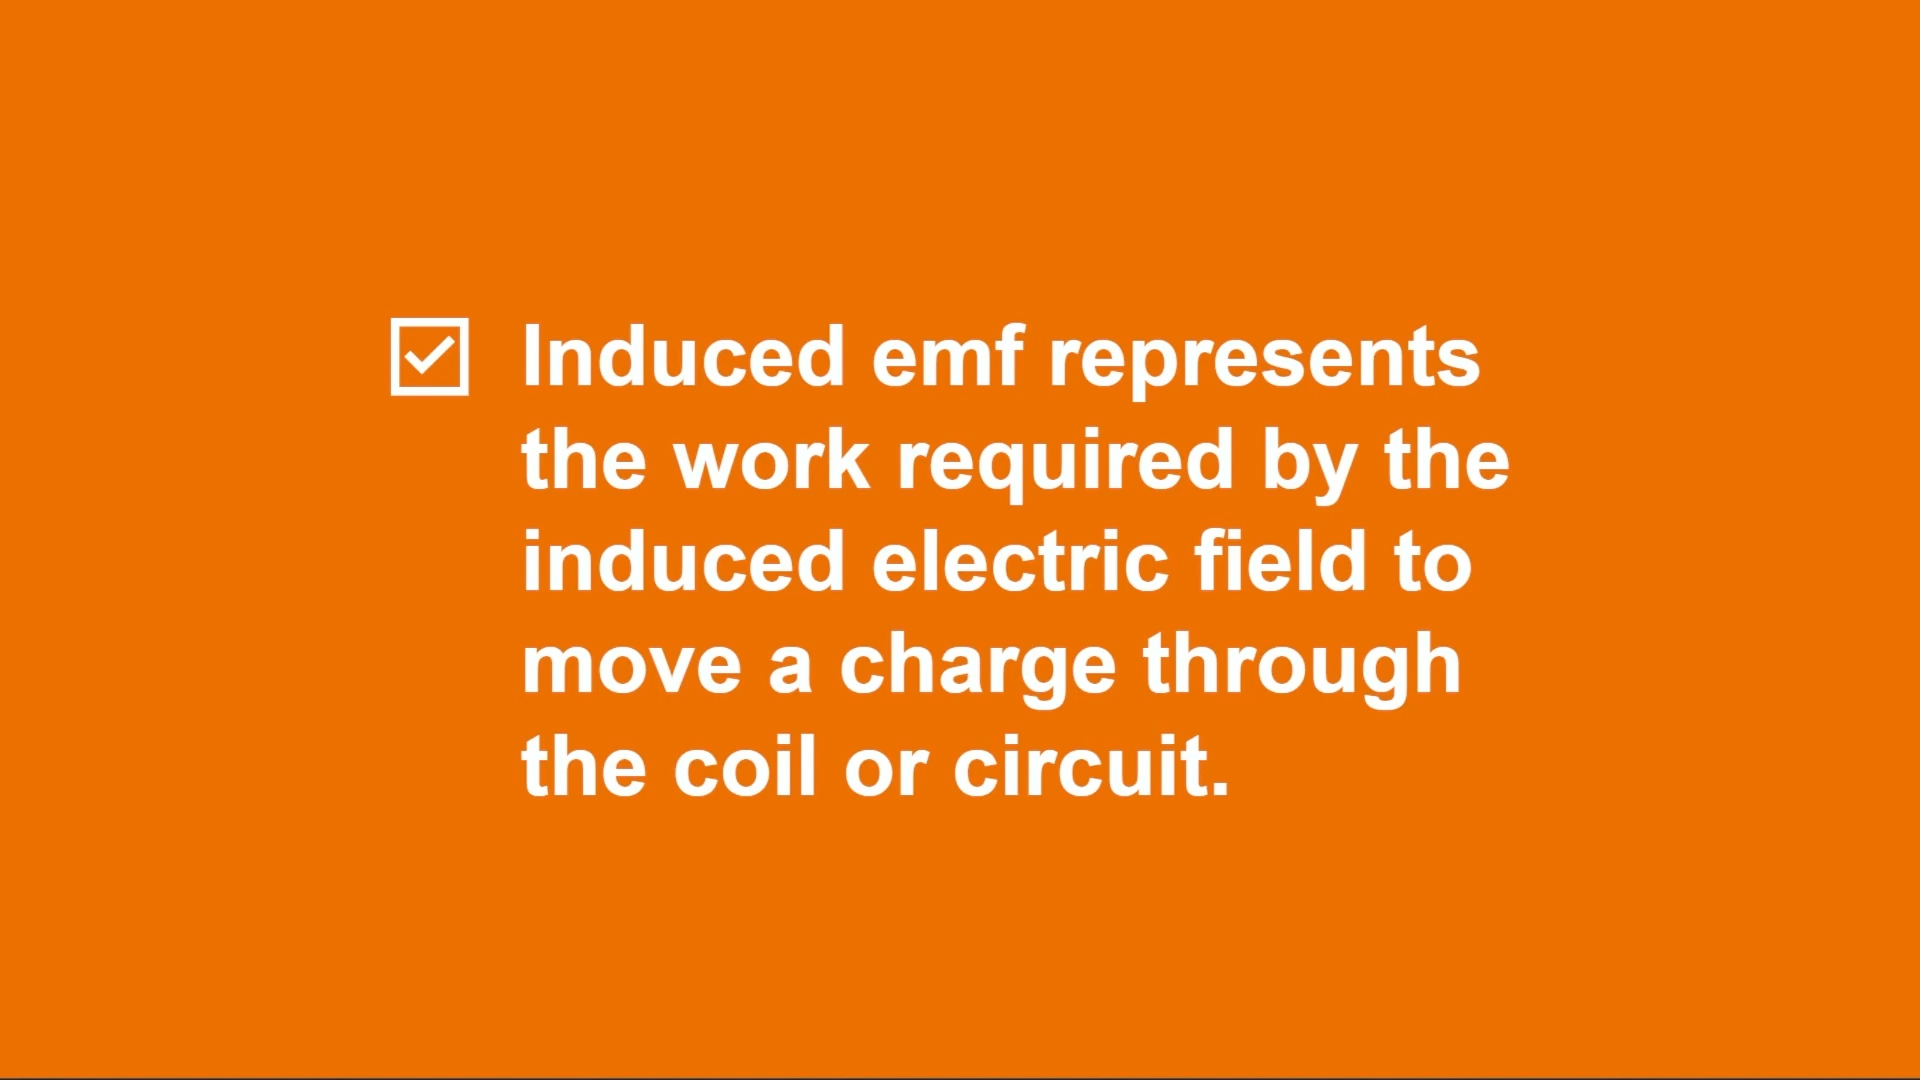 Induced emf represents
the work required by the
induced electric field to
move a charge through
the coil or circuit.